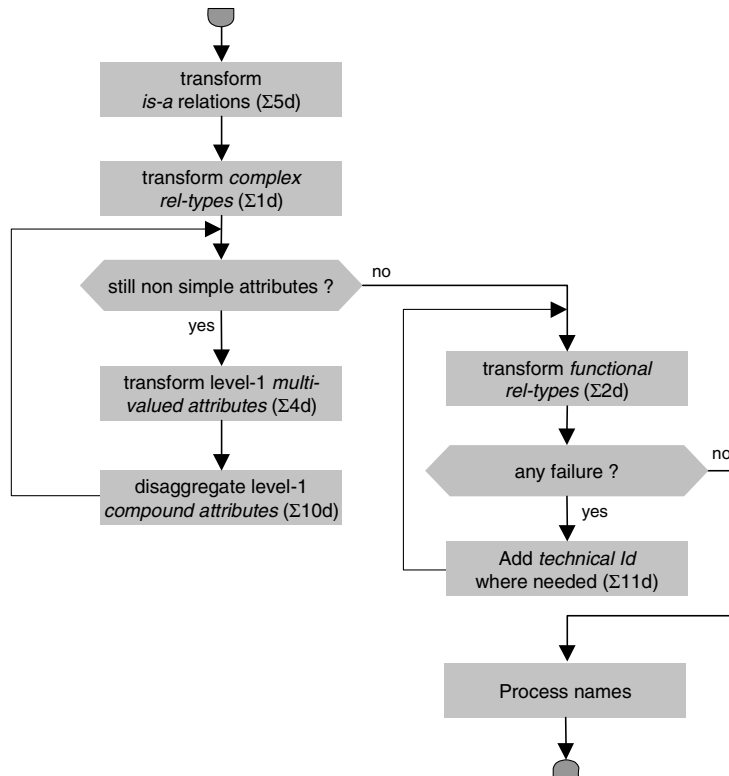 transform
is-a relations (Σ5d)
transform complex
rel-types (Σ1d)
still non simple attributes ?
no
yes
transform level-1 multi-
valued attributes (Σ4d)
disaggregate level-1
compound attributes (Σ10d)
transform functional
rel-types (Σ2d)
any failure ?
no
yes
Add technical Id
where needed (Σ11d)
Process names